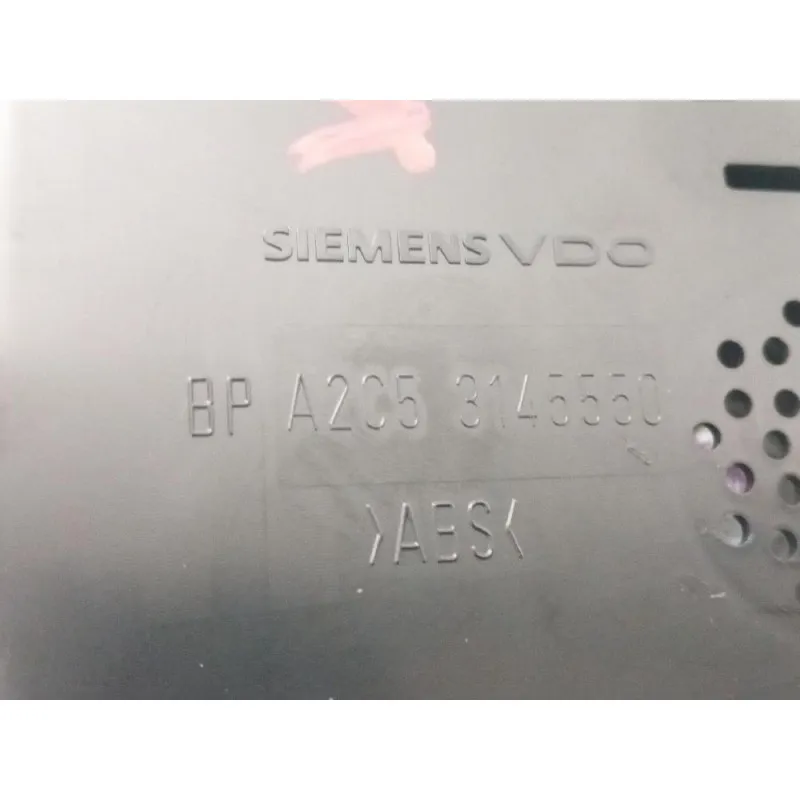 SIEMENS VDO
BP A2C5 3145550
>ABS<